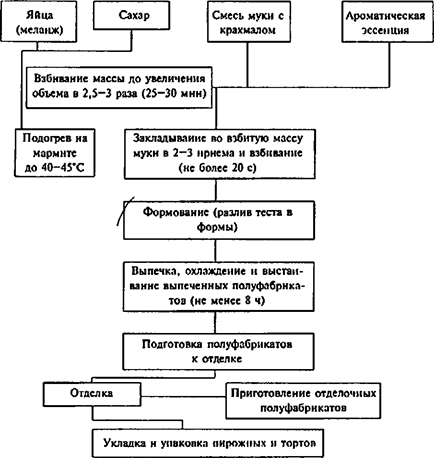 Яйца
(меланж)
Сахар
Смесь муки с
крахмалом
Ароматическая
эссенция
Взбивание массы до увеличения
объема в 2,5—3 раза (25—30 мин)
Подогрев на
мармите
до 40—45°С
Закладывание во взбитую массу
муки в 2—3 приема и взбивание
(не более 20 с)
Формование (разлив теста в
формы)
Выпечка, охлаждение и выстаи-
вание выпеченных полуфабрика-
тов (не менее 8 ч)
Подготовка полуфабрикатов
к отделке
Отделка
Приготовление отделочных
полуфабрикатов
Укладка и упаковка пирожных и тортов